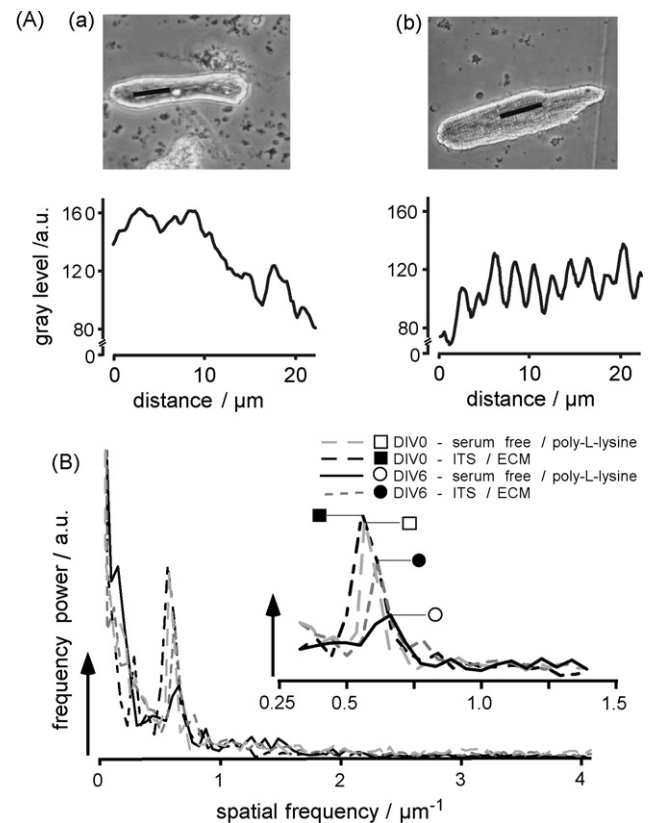 (A) (a) (b)
160
120
80
0
gray level /a.u.
0 10 20
distance / µm
160
120
80
0
0 10 20
distance / µm
(B)
DIV0 - serum free / poly-L-lysine
DIV0 - ITS / ECM
DIV6 - serum free / poly-L-lysine
DIV6 - ITS / ECM
frequency power / a.u.
0.25 0.5 1.0 1.5
0 1 2 3 4
spatial frequency / µm-1